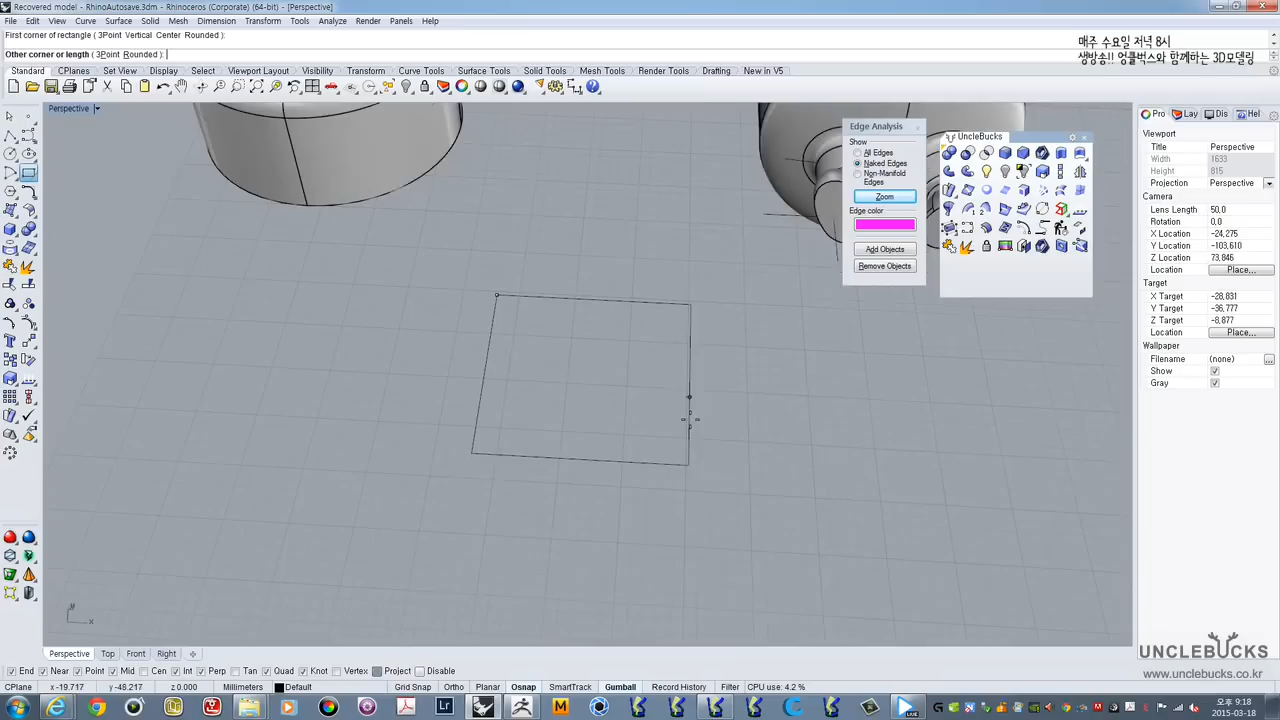 Recovered model - RhinoAutosave.3dm - Rhinoceros (Corporate) (64-bit) - [Perspective]
File Edit View Curve Surface Solid Mesh Dimension Transform Tools Analyze Render Panels Help
First corner of rectangle ( 3Point Vertical Center Rounded ):
Other corner or length ( 3Point Rounded ):
매주 수요일 저녁 8시
생방송!! 엉클벅스와 함께하는 3D모델링
Standard CPlanes Set View Display Select Viewport Layout Visibility Transform Curve Tools Surface Tools Solid Tools Mesh Tools Render Tools Drafting New In V5
Perspective
Edge Analysis
Show
All Edges
Naked Edges
Non-Manifold
Edges
Zoom
Edge color
Add Objects
Remove Objects
UncleBucks
Pro Lay Dis Hel
Viewport
Title Perspective
Width 1633
Height 815
Projection Perspective
Camera
Lens Length 50,0
Rotation 0,0
X Location -24,275
Y Location -103,610
Z Location 73,846
Location Place...
Target
X Target -28,831
Y Target -36,777
Z Target -8,877
Location Place...
Wallpaper
Filename (none)
Show
Gray
y
x
Perspective Top Front Right
End Near Point Mid Cen Int Perp Tan Quad Knot Vertex Project Disable
CPlane x -19.717 y -48.217 z 0.000 Millimeters Default Grid Snap Ortho Planar Osnap SmartTrack Gumball Record History Filter CPU use: 4.2 %
UNCLEBUCKS
www.unclebucks.co.kr
오후 9:18
2015-03-18